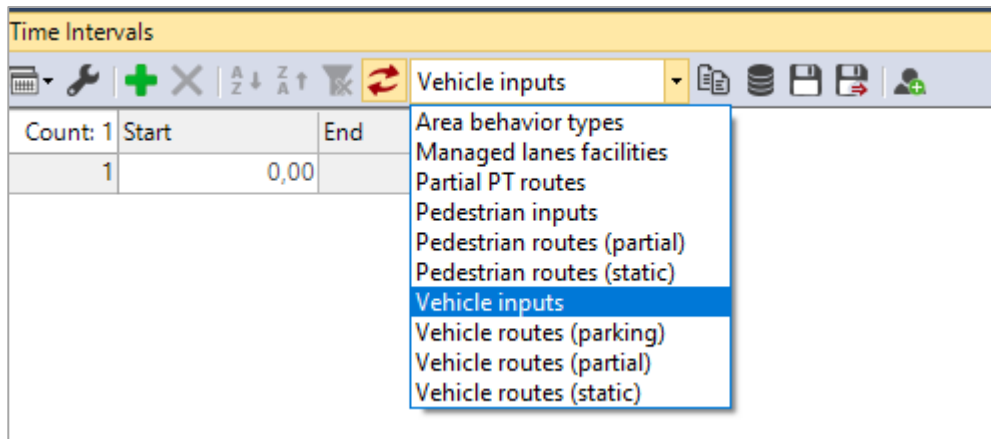 Time Intervals
A Z Z A Vehicle inputs
Count: 1 Start End
1 0,00
Area behavior types
Managed lanes facilities
Partial PT routes
Pedestrian inputs
Pedestrian routes (partial)
Pedestrian routes (static)
Vehicle inputs
Vehicle routes (parking)
Vehicle routes (partial)
Vehicle routes (static)